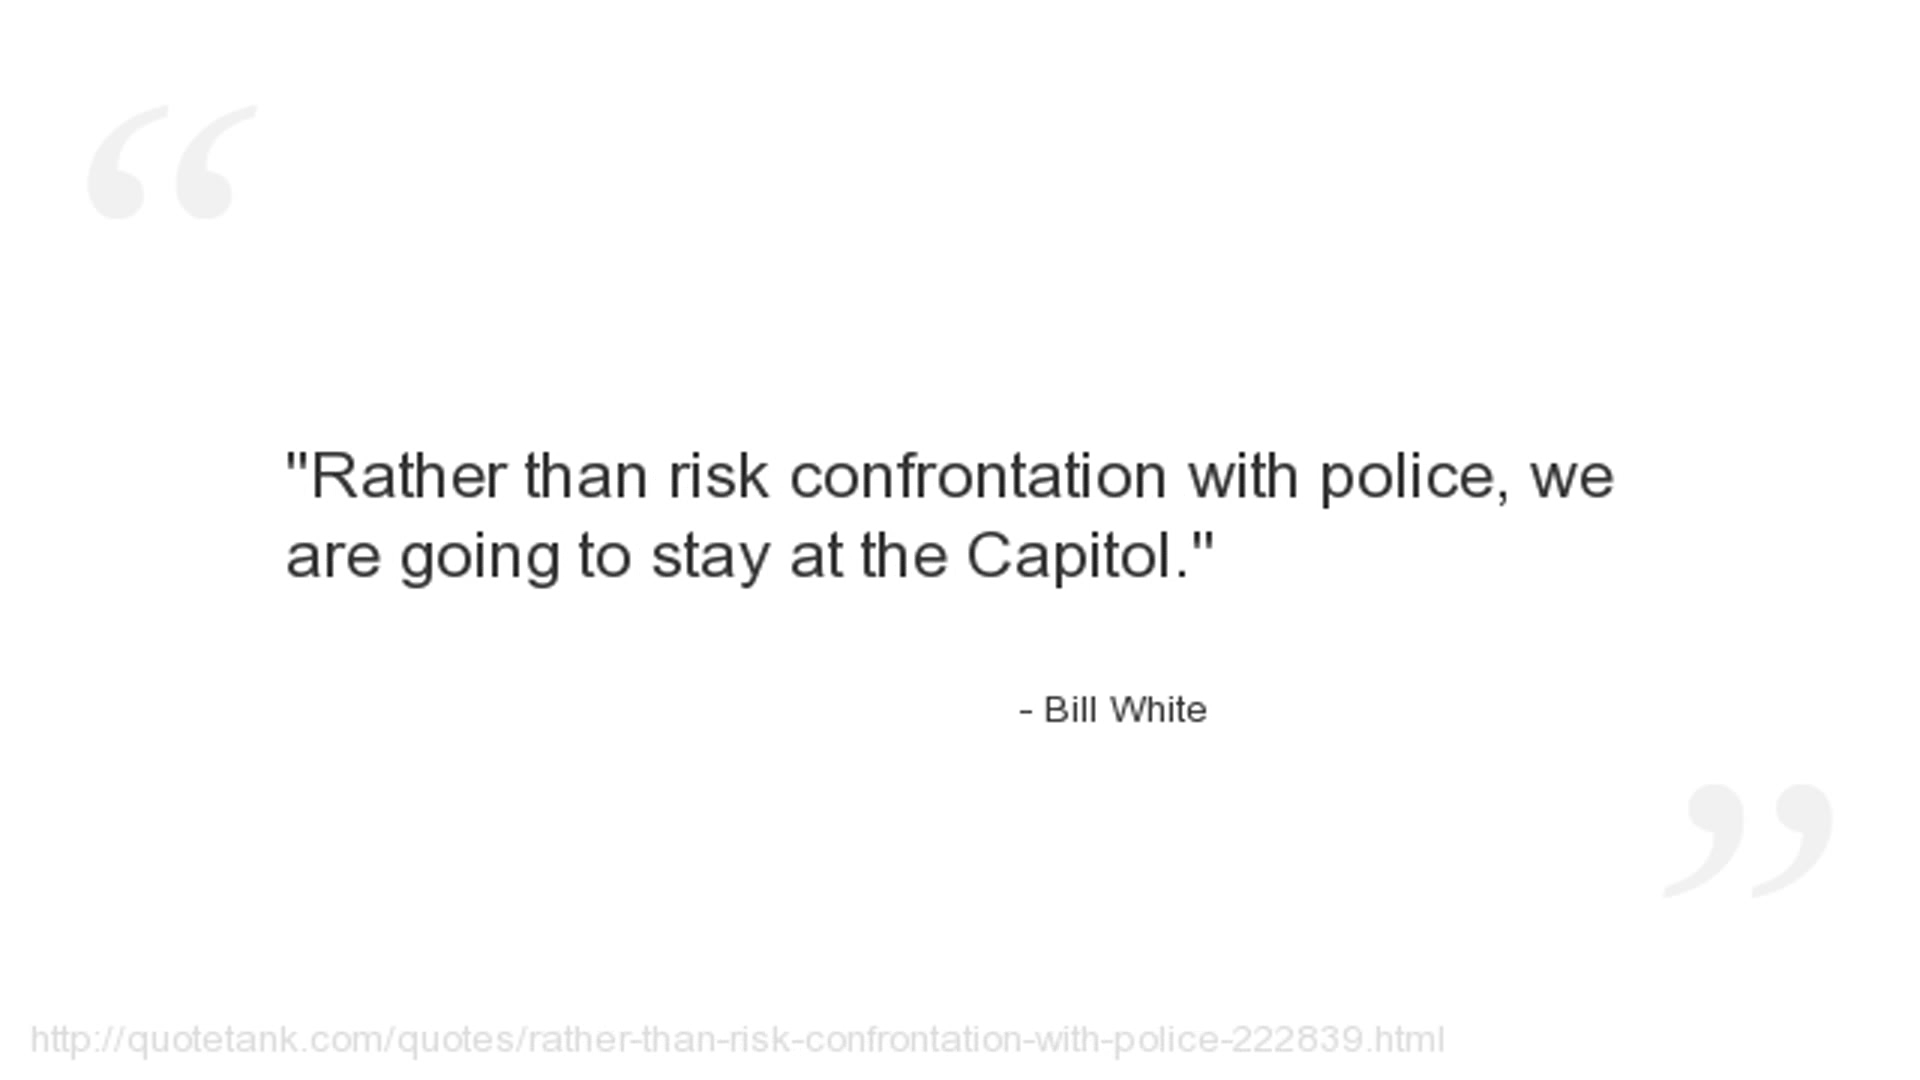 "Rather than risk confrontation with police, we
are going to stay at the Capitol."
- Bill White
http://quotetank.com/quotes/rather-than-risk-confrontation-with-police-222839.html